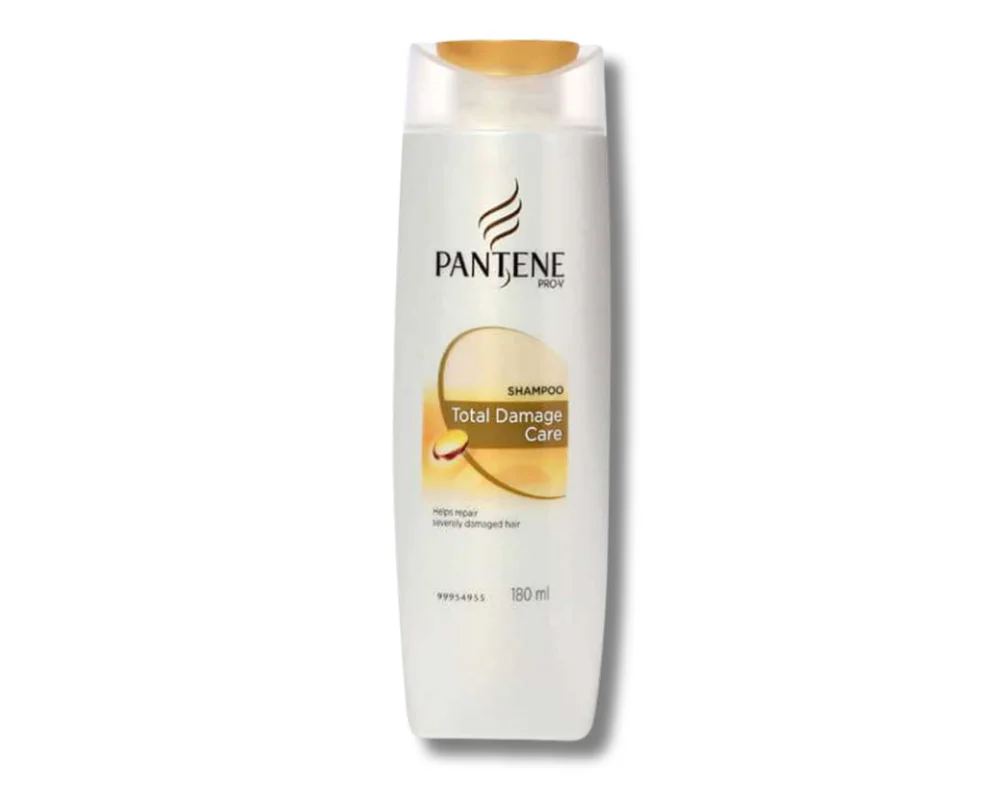 PANTENE
PRO-V
SHAMPOO
Total Damage
Care
Helps repair
severely damaged hair
99954955 180 ml